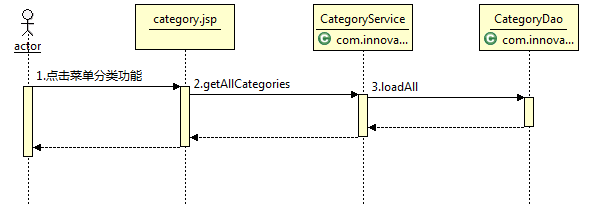 actor
category.jsp
CategoryService
com.innova...
CategoryDao
com.innova...
1.点击菜单分类功能
2.getAllCategories
3.loadAll